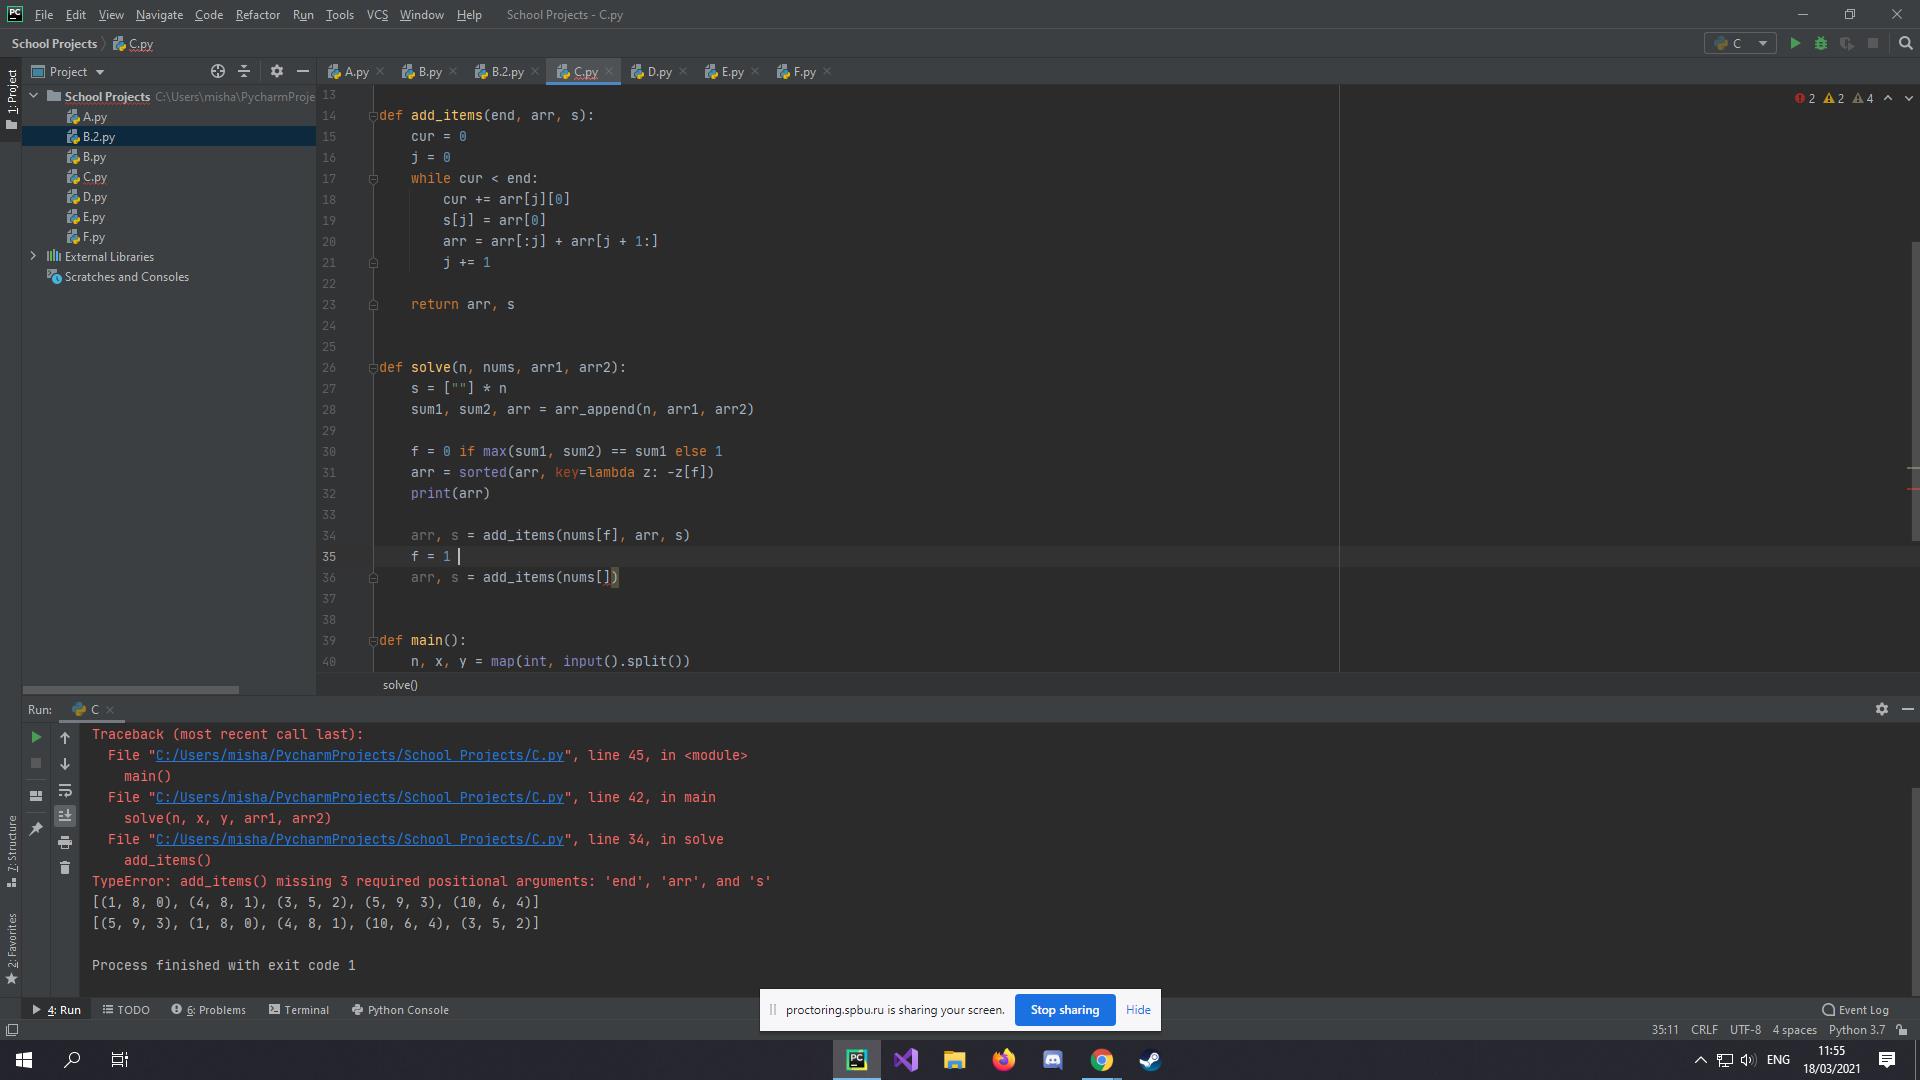 PC File Edit View Navigate Code Refactor Run Tools VCS Window Help School Projects - C.py
School Projects C.py C
1: Project
Project
A.py B.py B.2.py C.py D.py E.py F.py
School Projects C:\Users\misha\PycharmProje
A.py
B.2.py
B.py
C.py
D.py
E.py
F.py
External Libraries
Scratches and Consoles
2 2 4
13
14 def add_items(end, arr, s):
15 cur = 0
16 j = 0
17 while cur < end:
18 cur += arr[j][0]
19 s[j] = arr[0]
20 arr = arr[:j] + arr[j + 1:]
21 j += 1
22
23 return arr, s
24
25
26 def solve(n, nums, arr1, arr2):
27 s = [""] * n
28 sum1, sum2, arr = arr_append(n, arr1, arr2)
29
30 f = 0 if max(sum1, sum2) == sum1 else 1
31 arr = sorted(arr, key=lambda z: -z[f])
32 print(arr)
33
34 arr, s = add_items(nums[f], arr, s)
35 f = 1
36 arr, s = add_items(nums[])
37
38
39 def main():
40 n, x, y = map(int, input().split())
solve()
Run: C
7: Structure
2: Favorites
Traceback (most recent call last):
File "C:/Users/misha/PycharmProjects/School Projects/C.py", line 45, in <module>
main()
File "C:/Users/misha/PycharmProjects/School Projects/C.py", line 42, in main
solve(n, x, y, arr1, arr2)
File "C:/Users/misha/PycharmProjects/School Projects/C.py", line 34, in solve
add_items()
TypeError: add_items() missing 3 required positional arguments: 'end', 'arr', and 's'
[(1, 8, 0), (4, 8, 1), (3, 5, 2), (5, 9, 3), (10, 6, 4)]
[(5, 9, 3), (1, 8, 0), (4, 8, 1), (10, 6, 4), (3, 5, 2)]
Process finished with exit code 1
4: Run TODO 6: Problems Terminal Python Console Event Log
proctoring.spbu.ru is sharing your screen. Stop sharing Hide
35:11 CRLF UTF-8 4 spaces Python 3.7
PC
ENG
11:55
18/03/2021